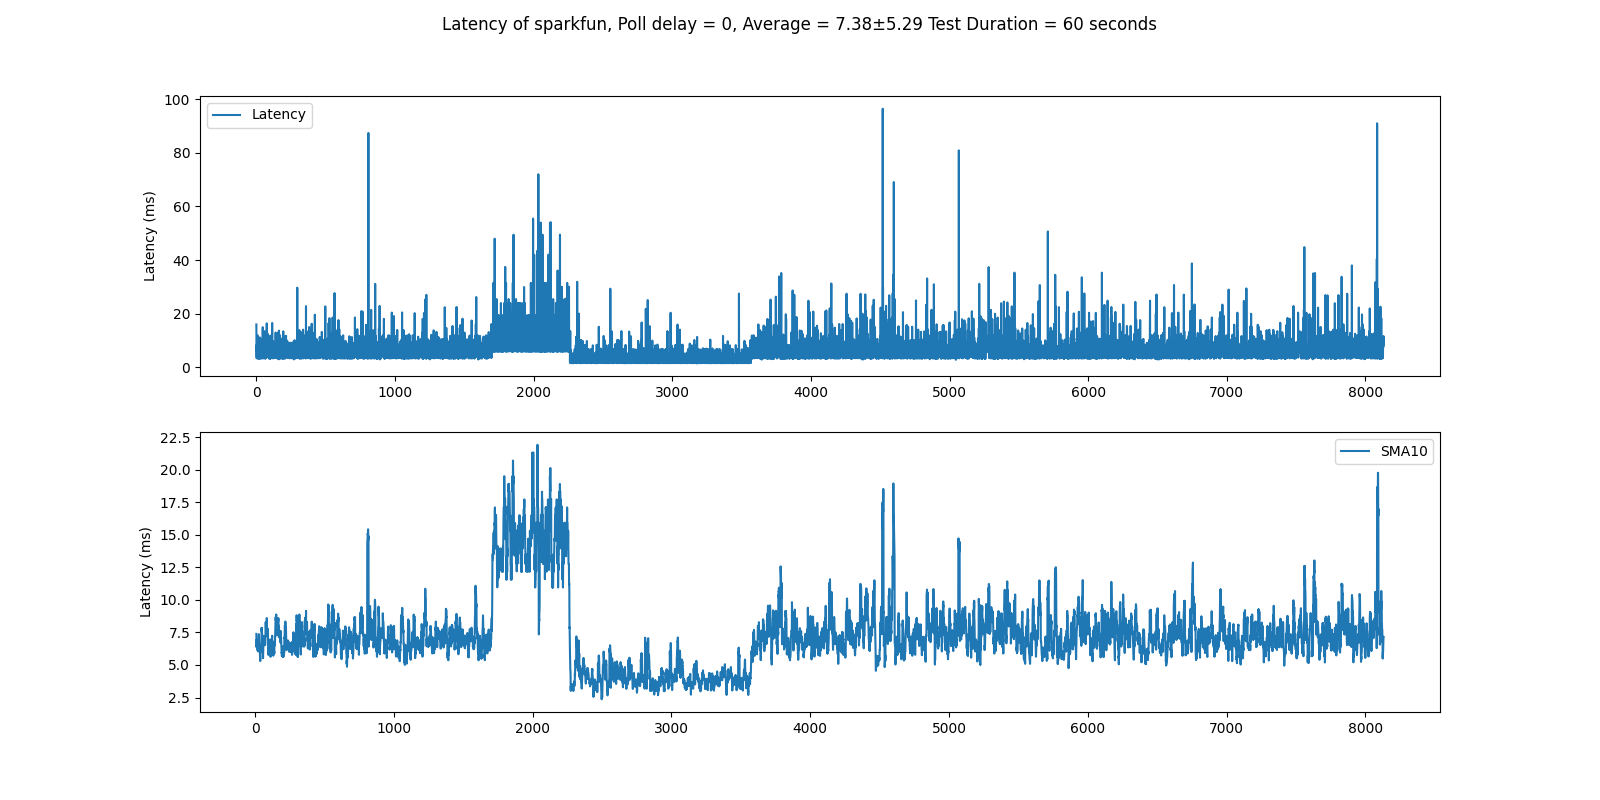 Latency of sparkfun, Poll delay = 0, Average = 7.38±5.29 Test Duration = 60 seconds
100
80
60
40
20
0
Latency (ms)
Latency
0 1000 2000 3000 4000 5000 6000 7000 8000
22.5
20.0
17.5
15.0
12.5
10.0
7.5
5.0
2.5
Latency (ms)
SMA10
0 1000 2000 3000 4000 5000 6000 7000 8000